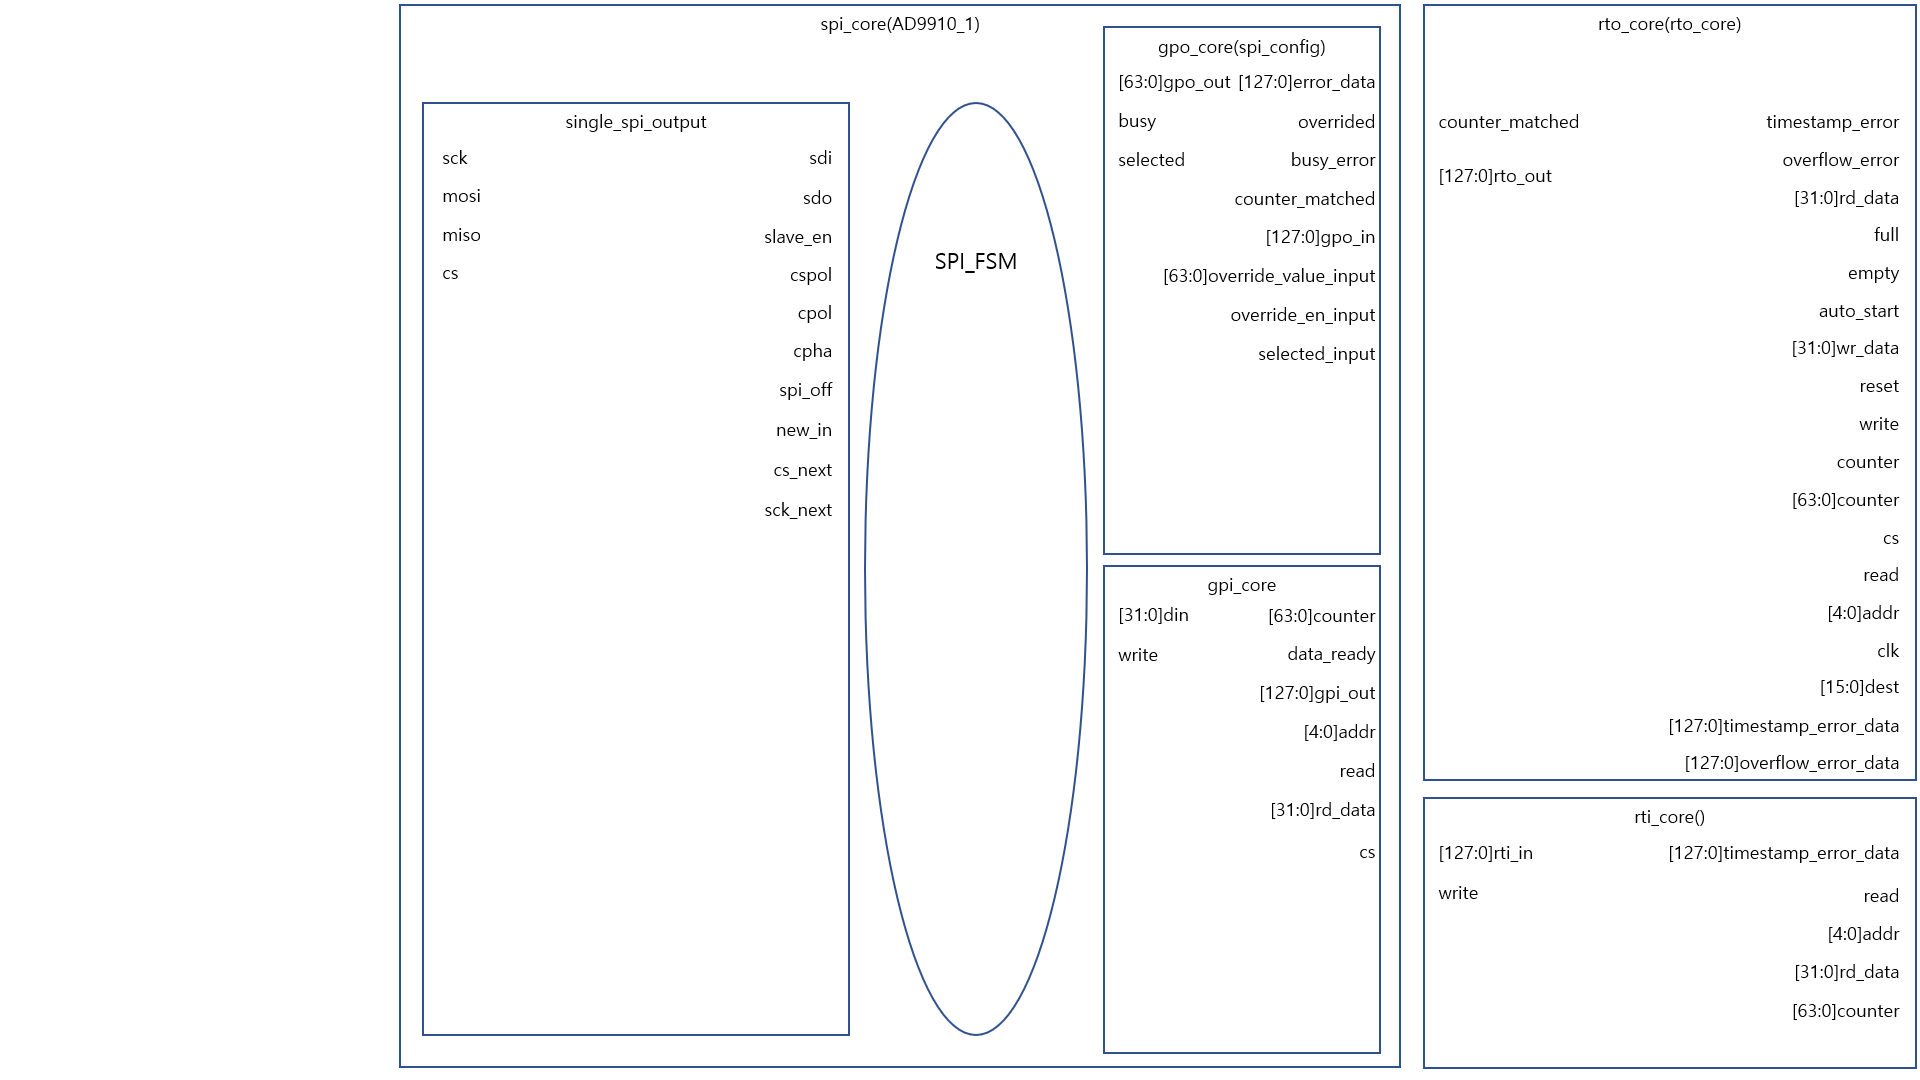 spi_core(AD9910_1)
single_spi_output
sck
mosi
miso
cs
sdi
sdo
slave_en
cspol
cpol
cpha
spi_off
new_in
cs_next
sck_next
SPI_FSM
gpo_core(spi_config)
[63:0]gpo_out
busy
selected
[127:0]error_data
overrided
busy_error
counter_matched
[127:0]gpo_in
[63:0]override_value_input
override_en_input
selected_input
gpi_core
[31:0]din
write
[63:0]counter
data_ready
[127:0]gpi_out
[4:0]addr
read
[31:0]rd_data
cs
rto_core(rto_core)
counter_matched
[127:0]rto_out
timestamp_error
overflow_error
[31:0]rd_data
full
empty
auto_start
[31:0]wr_data
reset
write
counter
[63:0]counter
cs
read
[4:0]addr
clk
[15:0]dest
[127:0]timestamp_error_data
[127:0]overflow_error_data
rti_core()
[127:0]rti_in
write
[127:0]timestamp_error_data
read
[4:0]addr
[31:0]rd_data
[63:0]counter